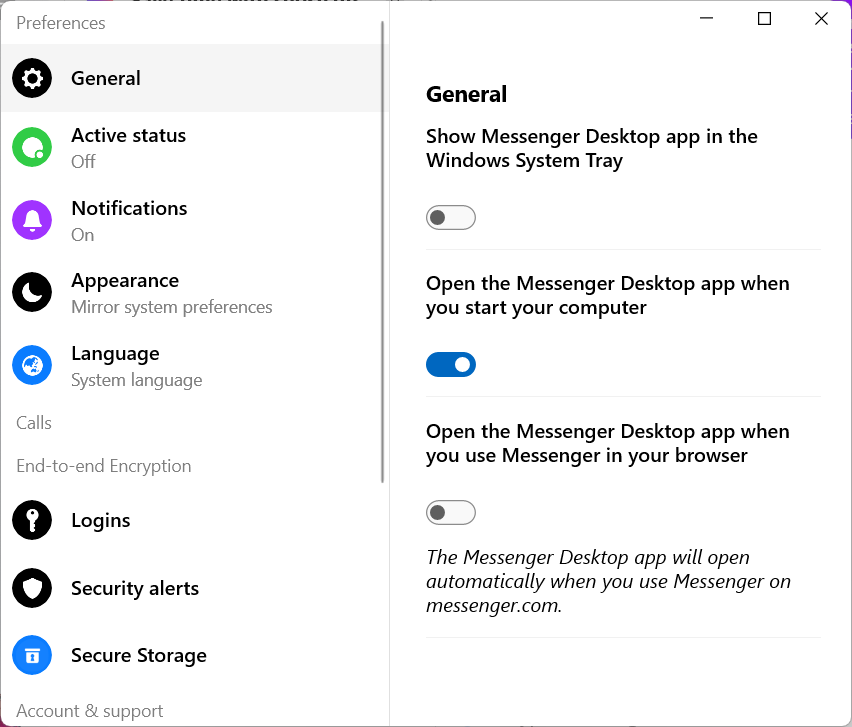 Preferences
General
Active status
Off
Notifications
On
Appearance
Mirror system preferences
Language
System language
Calls
End-to-end Encryption
Logins
Security alerts
Secure Storage
Account & support
General
Show Messenger Desktop app in the
Windows System Tray
Open the Messenger Desktop app when
you start your computer
Open the Messenger Desktop app when
you use Messenger in your browser
The Messenger Desktop app will open
automatically when you use Messenger on
messenger.com.